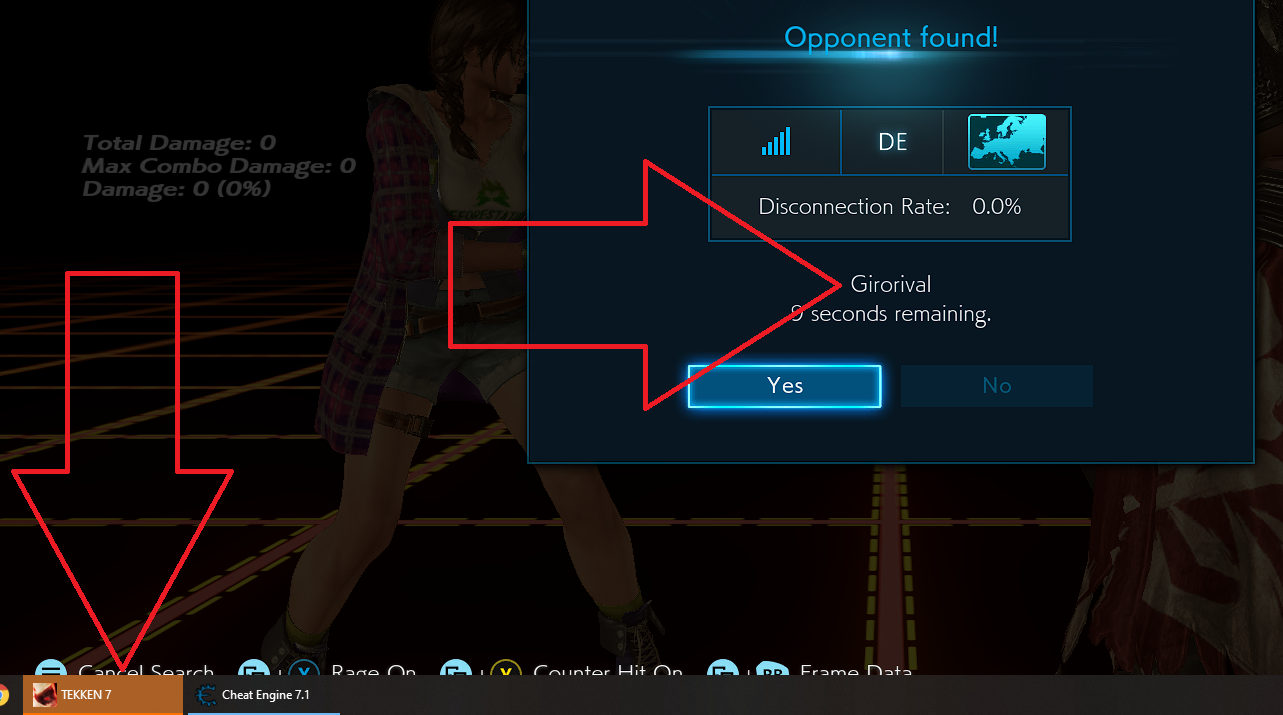 Opponent found!
DE
Total Damage: 0
Max Combo Damage: 0
Damage: 0 (0%)
Disconnection Rate: 0.0%
Girorival
9 seconds remaining.
Yes
No
Cancel Search + X Rage On + Y Counter Hit On + RB Frame Data
TEKKEN 7
Cheat Engine 7.1